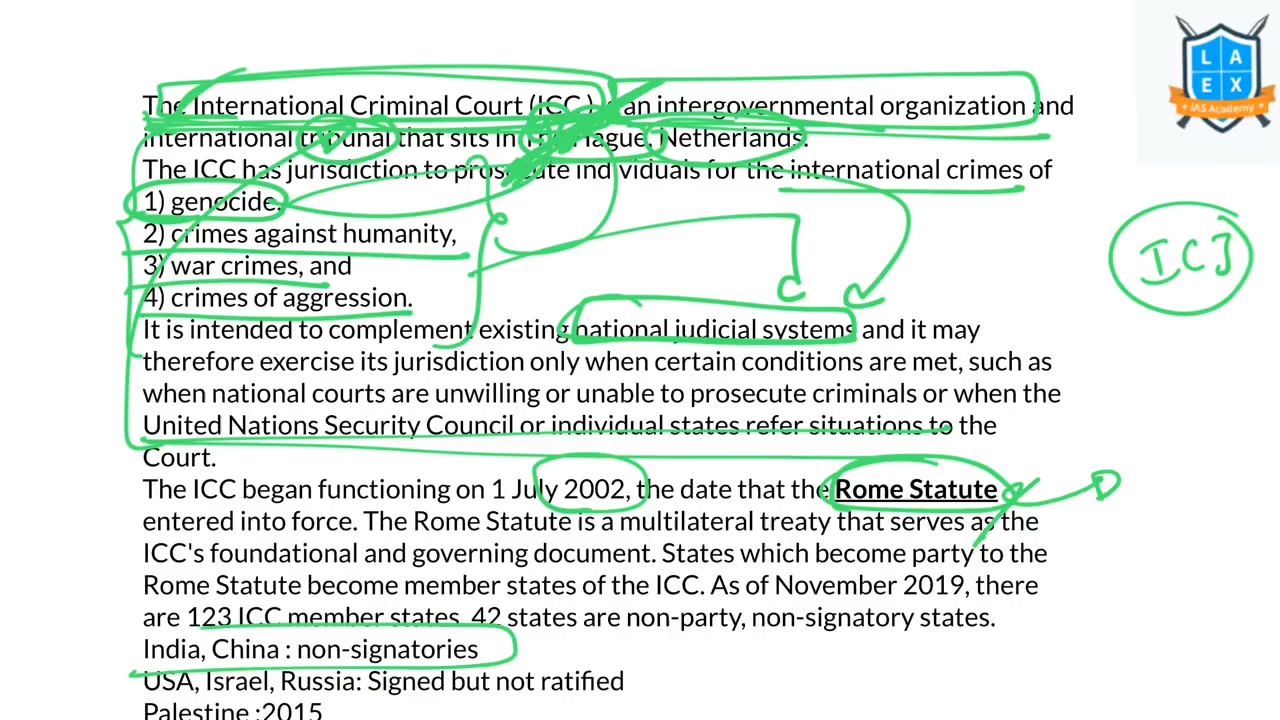 The International Criminal Court (ICC ) is an intergovernmental organization and
international tribunal that sits in The Hague, Netherlands.
The ICC has jurisdiction to prosecute individuals for the international crimes of
1) genocide,
2) crimes against humanity,
3) war crimes, and
4) crimes of aggression.
It is intended to complement existing national judicial systems and it may
therefore exercise its jurisdiction only when certain conditions are met, such as
when national courts are unwilling or unable to prosecute criminals or when the
United Nations Security Council or individual states refer situations to the
Court.
The ICC began functioning on 1 July 2002, the date that the Rome Statute
entered into force. The Rome Statute is a multilateral treaty that serves as the
ICC's foundational and governing document. States which become party to the
Rome Statute become member states of the ICC. As of November 2019, there
are 123 ICC member states. 42 states are non-party, non-signatory states.
India, China : non-signatories
USA, Israel, Russia: Signed but not ratified
Palestine :2015
ICJ
L A
E X
IAS Academy